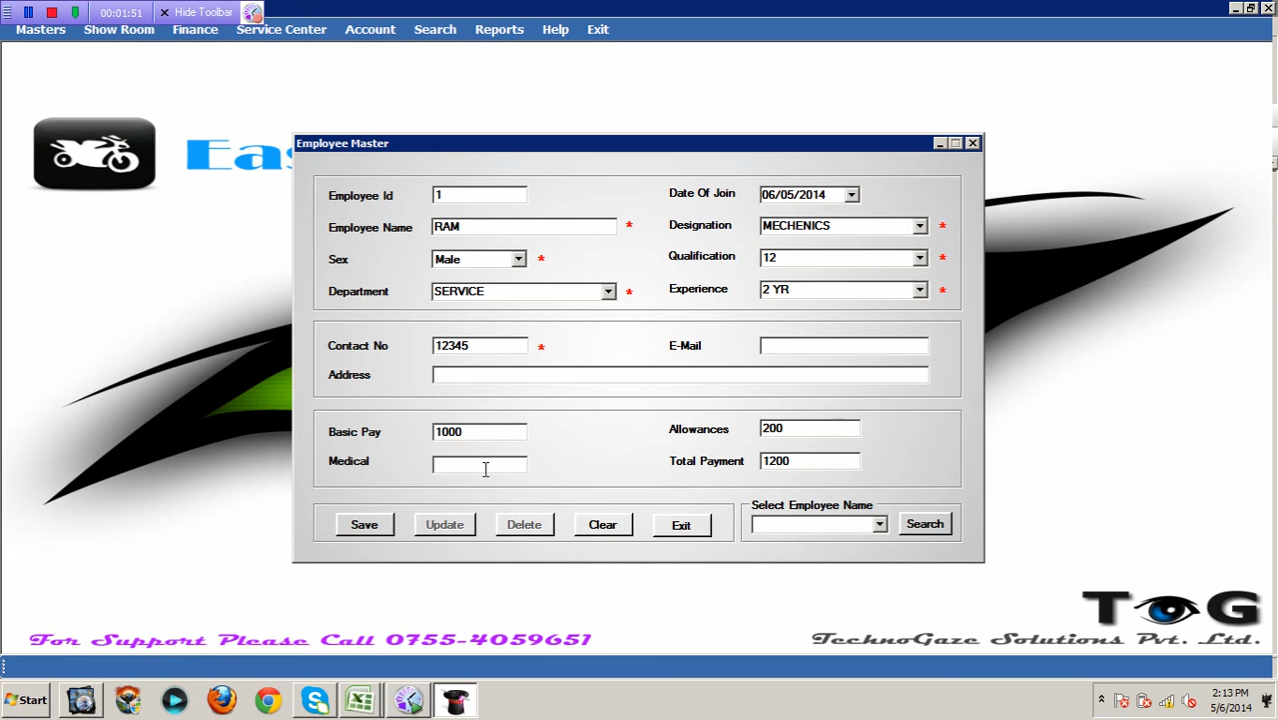 00:01:51 Hide Toolbar
Masters Show Room Finance Service Center Account Search Reports Help Exit
Eas
Employee Master
Employee Id 1 Date Of Join 06/05/2014
Employee Name RAM * Designation MECHENICS *
Sex Male * Qualification 12 *
Department SERVICE * Experience 2 YR *
Contact No 12345 * E-Mail
Address
Basic Pay 1000 Allowances 200
Medical Total Payment 1200
Select Employee Name
Save Update Delete Clear Exit Search
T G
For Support Please Call 0755-4059651 TechnoGaze Solutions Pvt. Ltd.
Start 2:13 PM
5/6/2014